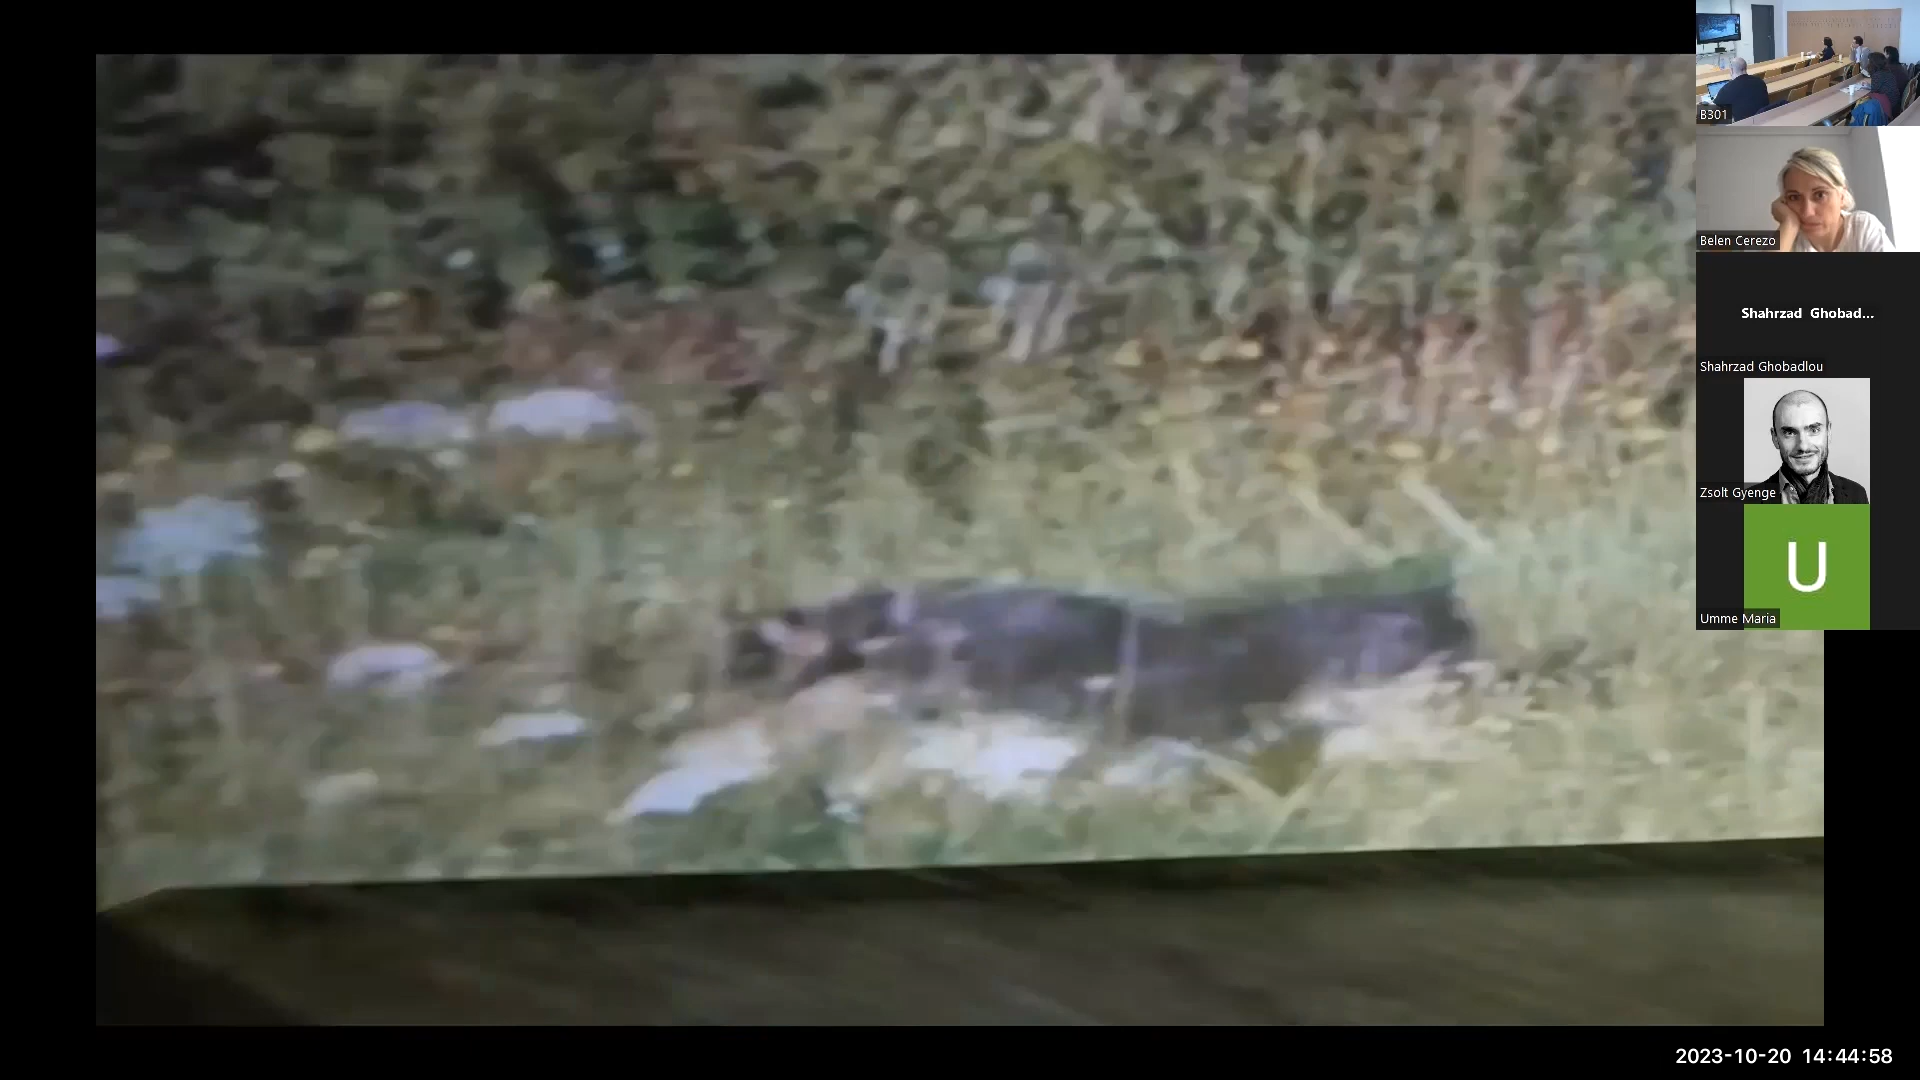 B301
Belen Cerezo
Shahrzad Ghobad...
Shahrzad Ghobadlou
Zsolt Gyenge
U
Umme Maria
2023-10-20 14:44:58